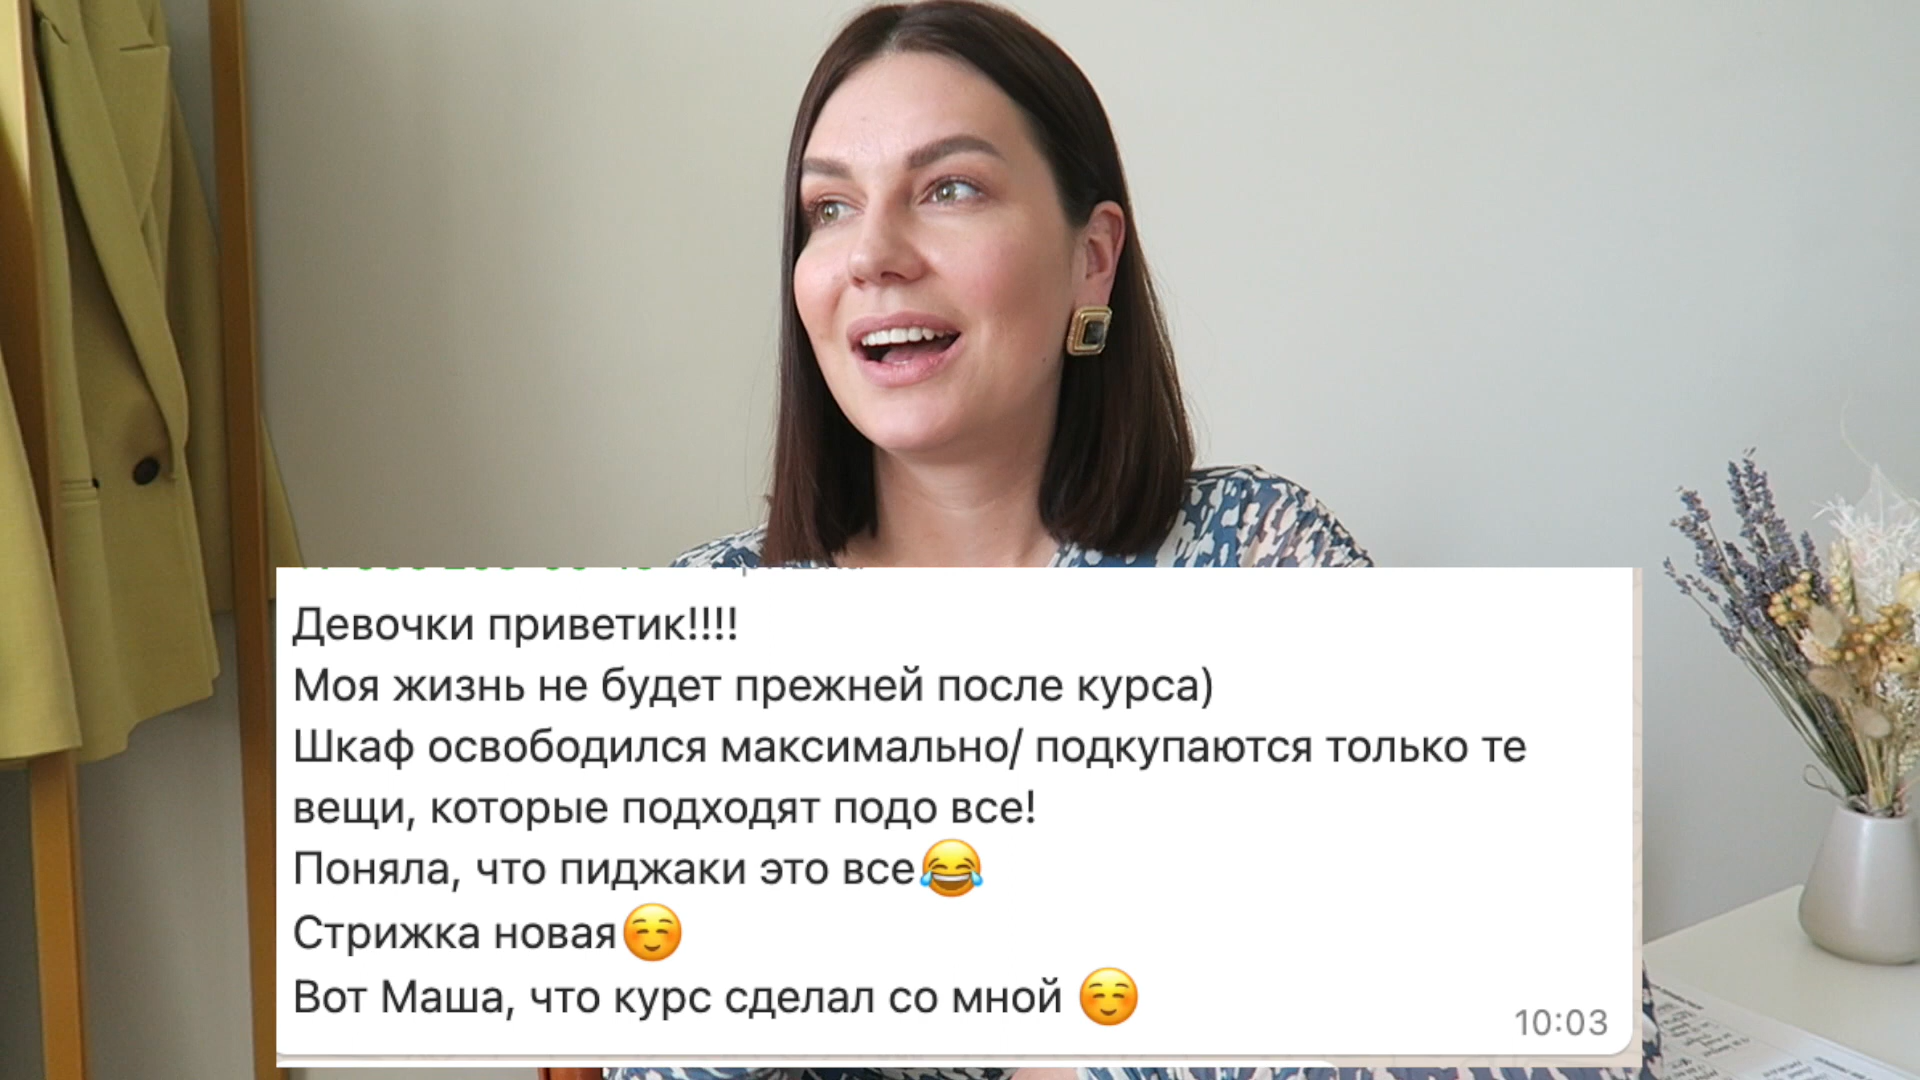 Девочки приветик!!!!
Моя жизнь не будет прежней после курса)
Шкаф освободился максимально/ подкупаются только те
вещи, которые подходят подо все!
Поняла, что пиджаки это все😂
Стрижка новая☺️
Вот Маша, что курс сделал со мной ☺️
10:03